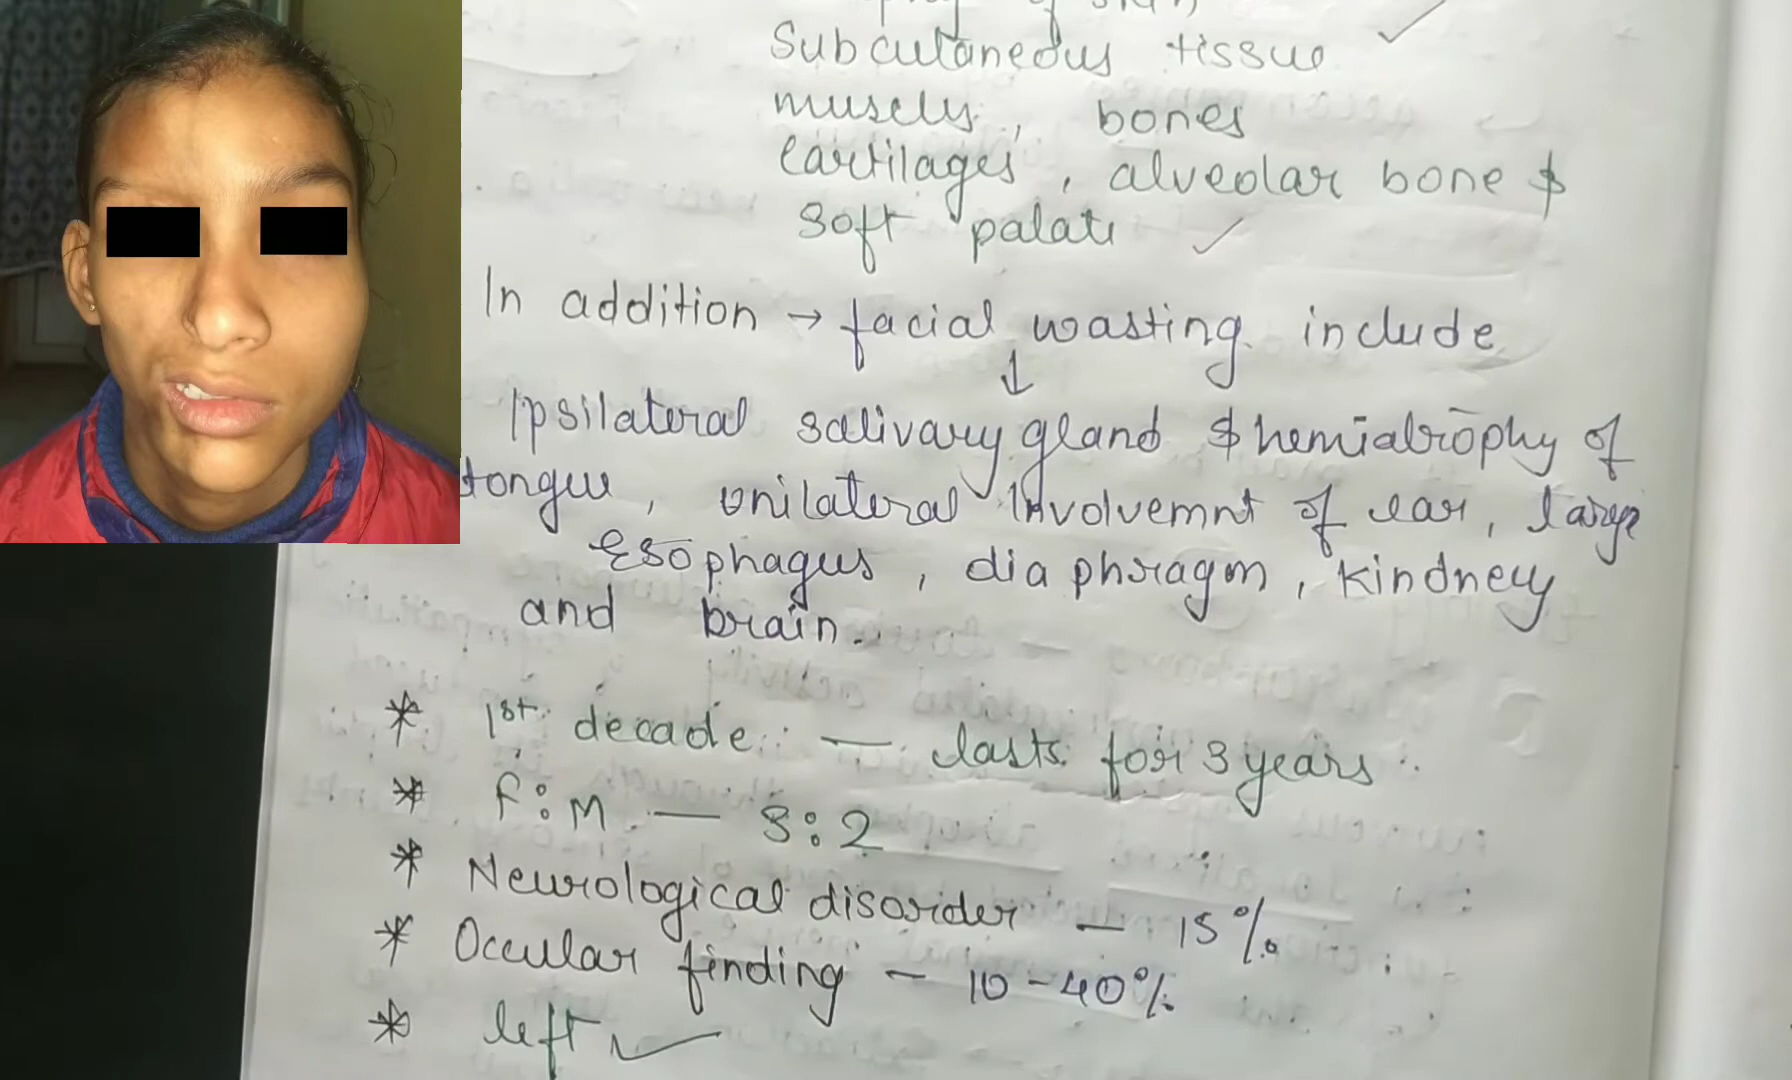 Subcutaneous tissue
muscles, bones
cartilages, alveolar bone &
soft palate
In addition → facial wasting include
↓
Ipsilateral salivary gland & hemiatrophy of
tongue, unilateral involvemnt of ear,
Esophagus, diaphragm, kindney
and brain.
* 1st decade — lasts for 3 years
* F:M — 3:2
* Neurological disorder — 15%
* Occular finding — 10-40%
* left ✓